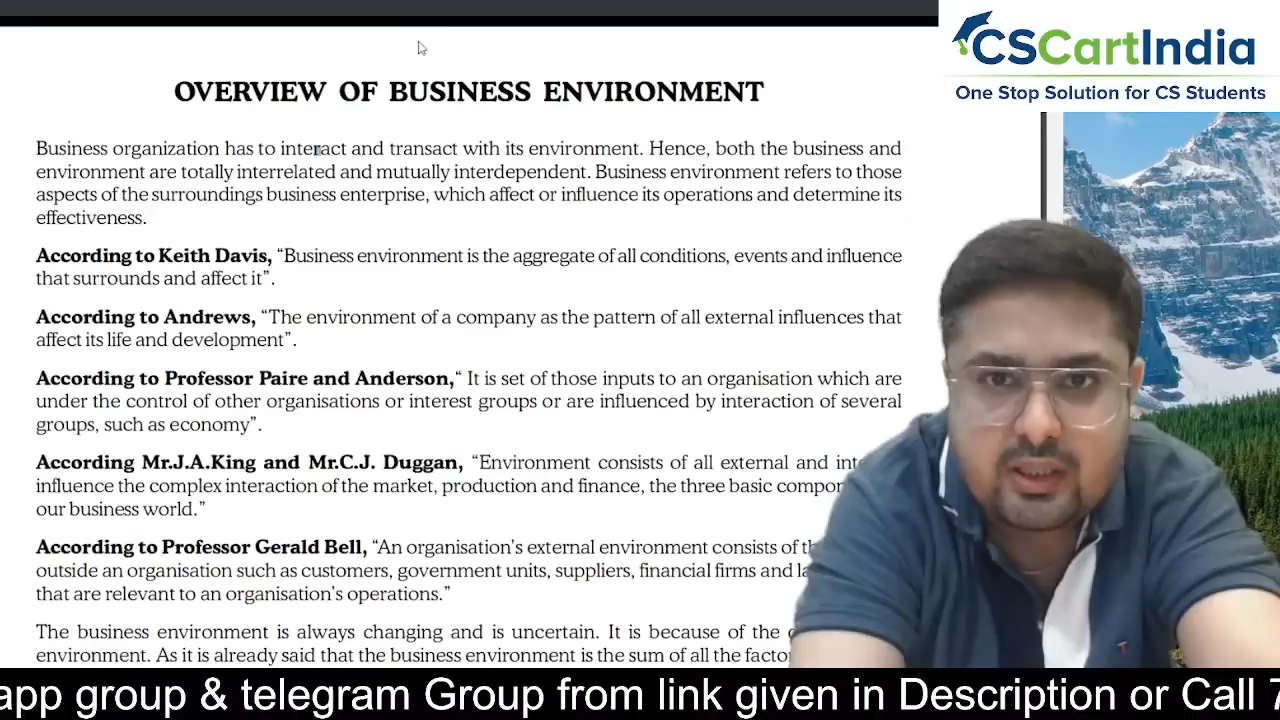 CSCartIndia
One Stop Solution for CS Students
OVERVIEW OF BUSINESS ENVIRONMENT
Business organization has to interact and transact with its environment. Hence, both the business and
environment are totally interrelated and mutually interdependent. Business environment refers to those
aspects of the surroundings business enterprise, which affect or influence its operations and determine its
effectiveness.
According to Keith Davis, “Business environment is the aggregate of all conditions, events and influence
that surrounds and affect it”.
According to Andrews, “The environment of a company as the pattern of all external influences that
affect its life and development”.
According to Professor Paire and Anderson,“ It is set of those inputs to an organisation which are
under the control of other organisations or interest groups or are influenced by interaction of several
groups, such as economy”.
According Mr.J.A.King and Mr.C.J. Duggan, “Environment consists of all external and
influence the complex interaction of the market, production and finance, the three basic
our business world.”
According to Professor Gerald Bell, “An organisation’s external environment consists of
outside an organisation such as customers, government units, suppliers, financial firms and
that are relevant to an organisation’s operations.”
The business environment is always changing and is uncertain. It is because of the
environment. As it is already said that the business environment is the sum of all the
app group & telegram Group from link given in Description or Call 7